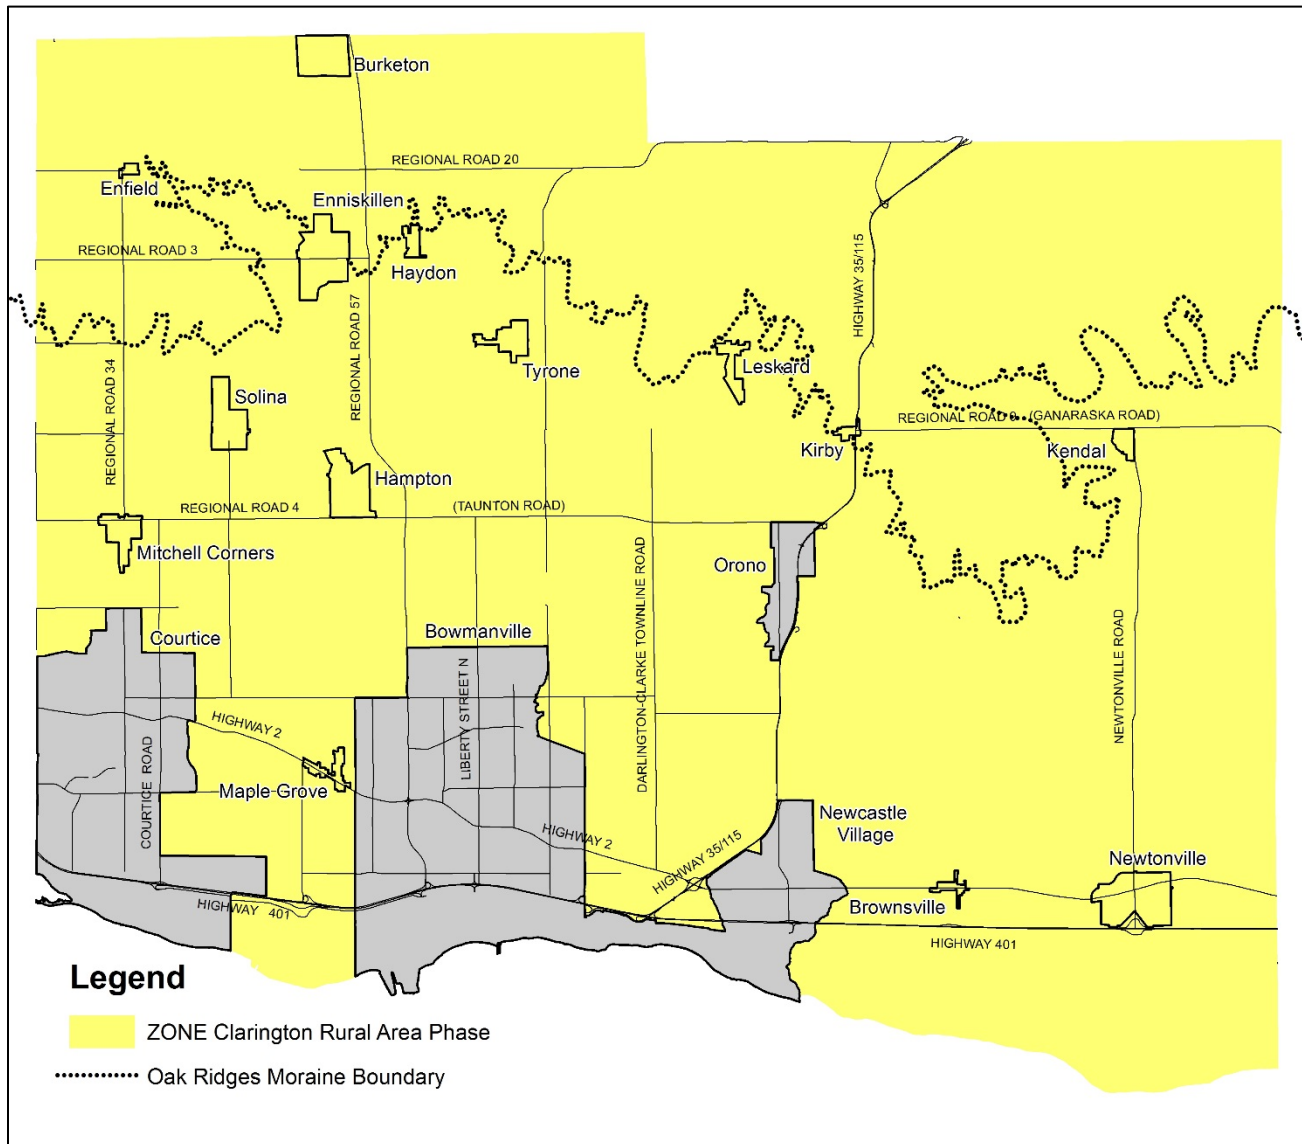 Burketon
REGIONAL ROAD 20
Enfield
Enniskillen
REGIONAL ROAD 3
Haydon
HIGHWAY 35/115
REGIONAL ROAD 57
REGIONAL ROAD 34
Tyrone
Leskard
Solina
REGIONAL ROAD 9 (GANARASKA ROAD)
Kirby
Kendal
Hampton
REGIONAL ROAD 4
(TAUNTON ROAD)
Mitchell Corners
Orono
DARLINGTON-CLARKE TOWNLINE ROAD
Courtice
Bowmanville
NEWTONVILLE ROAD
LIBERTY STREET N
HIGHWAY 2
COURTICE ROAD
Maple Grove
HIGHWAY 2
HIGHWAY 35/115
Newcastle
Village
Newtonville
Brownsville
HIGHWAY 401
HIGHWAY 401
Legend
ZONE Clarington Rural Area Phase
Oak Ridges Moraine Boundary